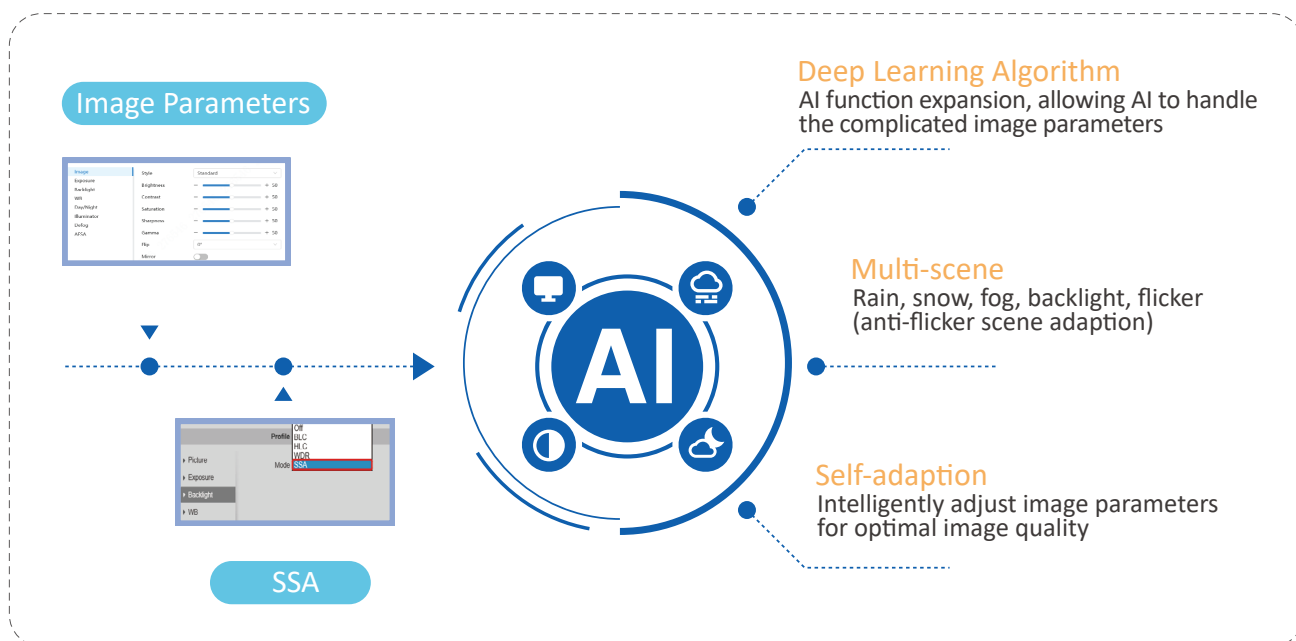 Image Parameters
Image
Exposure
Backlight
WB
Day/Night
Illuminator
Defog
AFSA
Style Standard
Brightness - + 50
Contrast - + 50
Saturation - + 50
Sharpness - + 50
Gamma - + 50
Flip 0°
Mirror
Profile
Off
BLC
HLC
WDR
Mode SSA
Picture
Exposure
Backlight
WB
SSA
AI
Deep Learning Algorithm
AI function expansion, allowing AI to handle
the complicated image parameters
Multi-scene
Rain, snow, fog, backlight, flicker
(anti-flicker scene adaption)
Self-adaption
Intelligently adjust image parameters
for optimal image quality